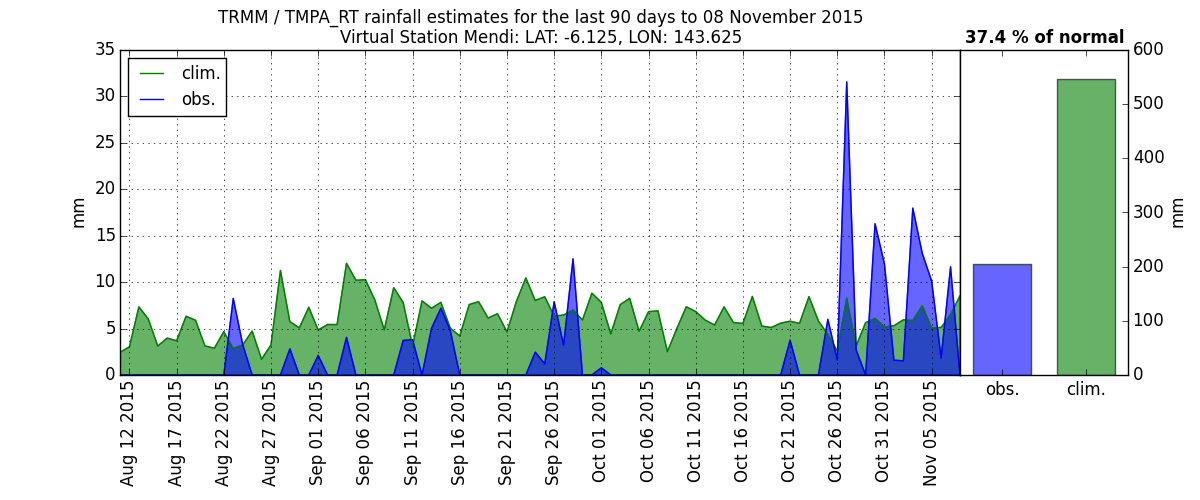 TRMM / TMPA_RT rainfall estimates for the last 90 days to 08 November 2015
Virtual Station Mendi: LAT: -6.125, LON: 143.625
37.4 % of normal
35
30
25
20
15
10
5
0
mm
clim.
obs.
Aug 12 2015
Aug 17 2015
Aug 22 2015
Aug 27 2015
Sep 01 2015
Sep 06 2015
Sep 11 2015
Sep 16 2015
Sep 21 2015
Sep 26 2015
Oct 01 2015
Oct 06 2015
Oct 11 2015
Oct 16 2015
Oct 21 2015
Oct 26 2015
Oct 31 2015
Nov 05 2015
600
500
400
300
200
100
0
mm
obs.
clim.